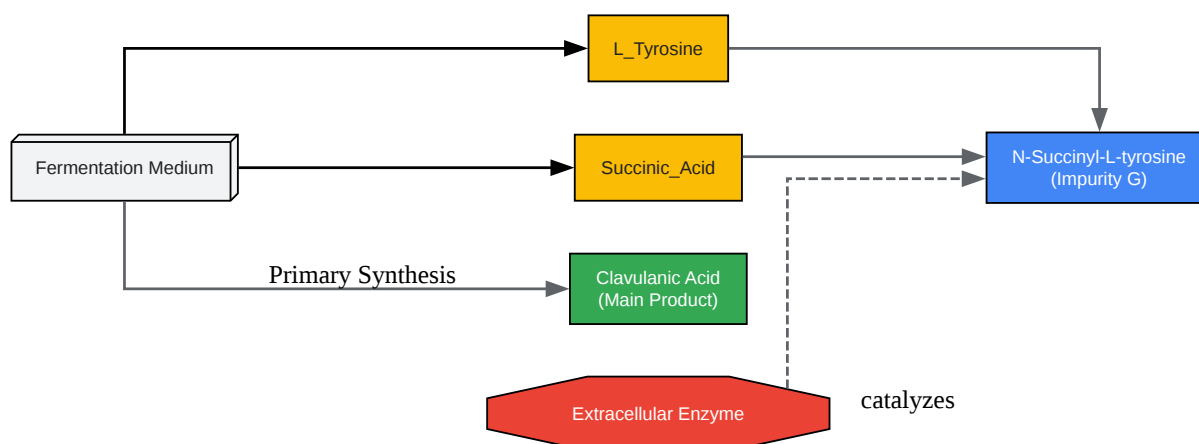 L_Tyrosine
Fermentation Medium
Succinic_Acid
N-Succinyl-L-tyrosine
(Impurity G)
Primary Synthesis
Clavulanic Acid
(Main Product)
Extracellular Enzyme
catalyzes